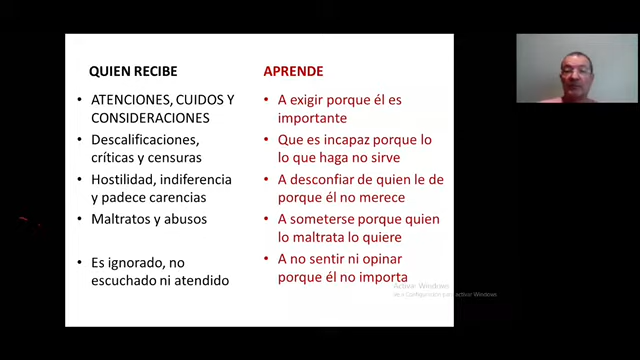 QUIEN RECIBE
• ATENCIONES, CUIDOS Y
CONSIDERACIONES
• Descalificaciones,
críticas y censuras
• Hostilidad, indiferencia
y padece carencias
• Maltratos y abusos
• Es ignorado, no
escuchado ni atendido
APRENDE
• A exigir porque él es
importante
• Que es incapaz porque lo
lo que haga no sirve
• A desconfiar de quien le de
porque él no merece
• A someterse porque quien
lo maltrata lo quiere
• A no sentir ni opinar
porque él no importa
Activar Windows
activar Windows